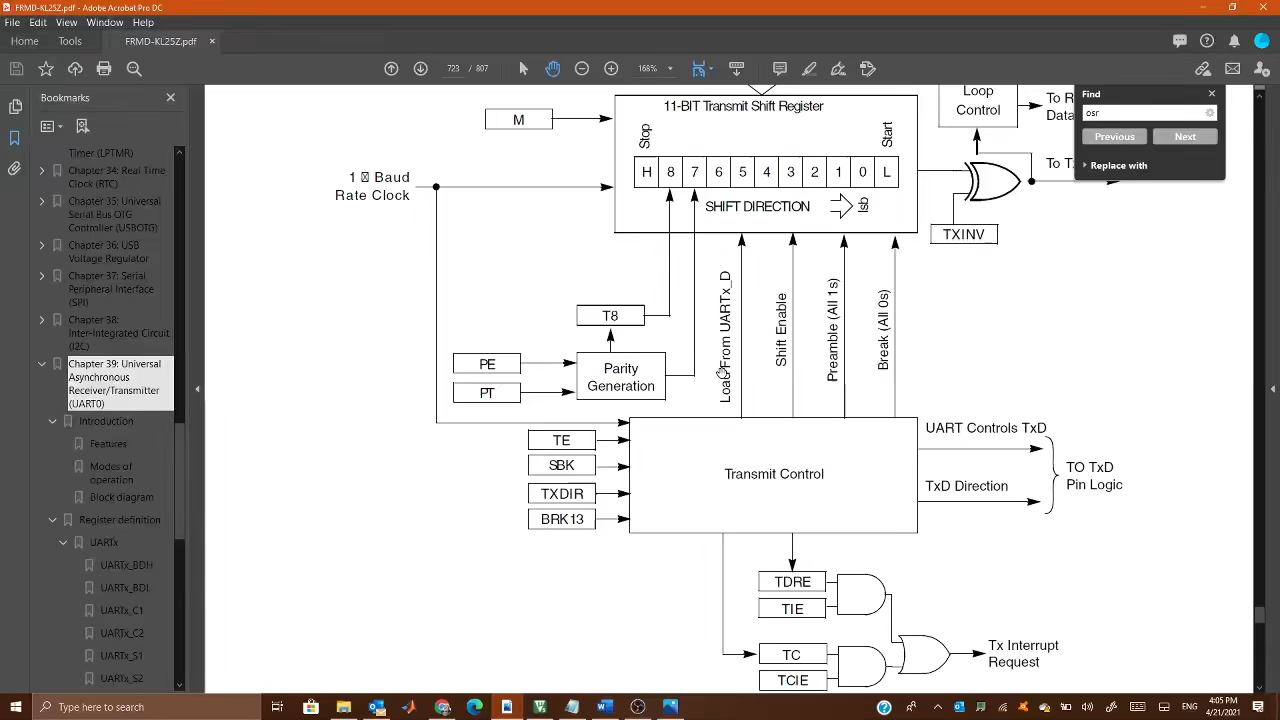 FRMD-KL25Z.pdf - Adobe Acrobat Pro DC
File Edit View Window Help
Home Tools FRMD-KL25Z.pdf ×
723 / 807 168%
Bookmarks
Timer (LPTMR)
Chapter 34: Real Time
Clock (RTC)
Chapter 35: Universal
Serial Bus OTG
Controller (USBOTG)
Chapter 36: USB
Voltage Regulator
Chapter 37: Serial
Peripheral Interface
(SPI)
Chapter 38:
Inter-Integrated Circuit
(I2C)
Chapter 39: Universal
Asynchronous
Receiver/Transmitter
(UART0)
Introduction
Features
Modes of
operation
Block diagram
Register definition
UARTx
UARTx_BDH
UARTx_BDL
UARTx_C1
UARTx_C2
UARTx_S1
UARTx_S2
M
11-BIT Transmit Shift Register
Stop
Start
H 8 7 6 5 4 3 2 1 0 L
SHIFT DIRECTION
lsb
1 Baud
Rate Clock
Loop
Control
To R
Data
To T
TXINV
Find
osr
Previous Next
Replace with
T8
PE
PT
Parity
Generation
Load From UARTx_D
Shift Enable
Preamble (All 1s)
Break (All 0s)
TE
SBK
TXDIR
BRK13
Transmit Control
UART Controls TxD
TxD Direction
TO TxD
Pin Logic
TDRE
TIE
TC
TCIE
Tx Interrupt
Request
Type here to search
ENG
4:05 PM
4/21/2021